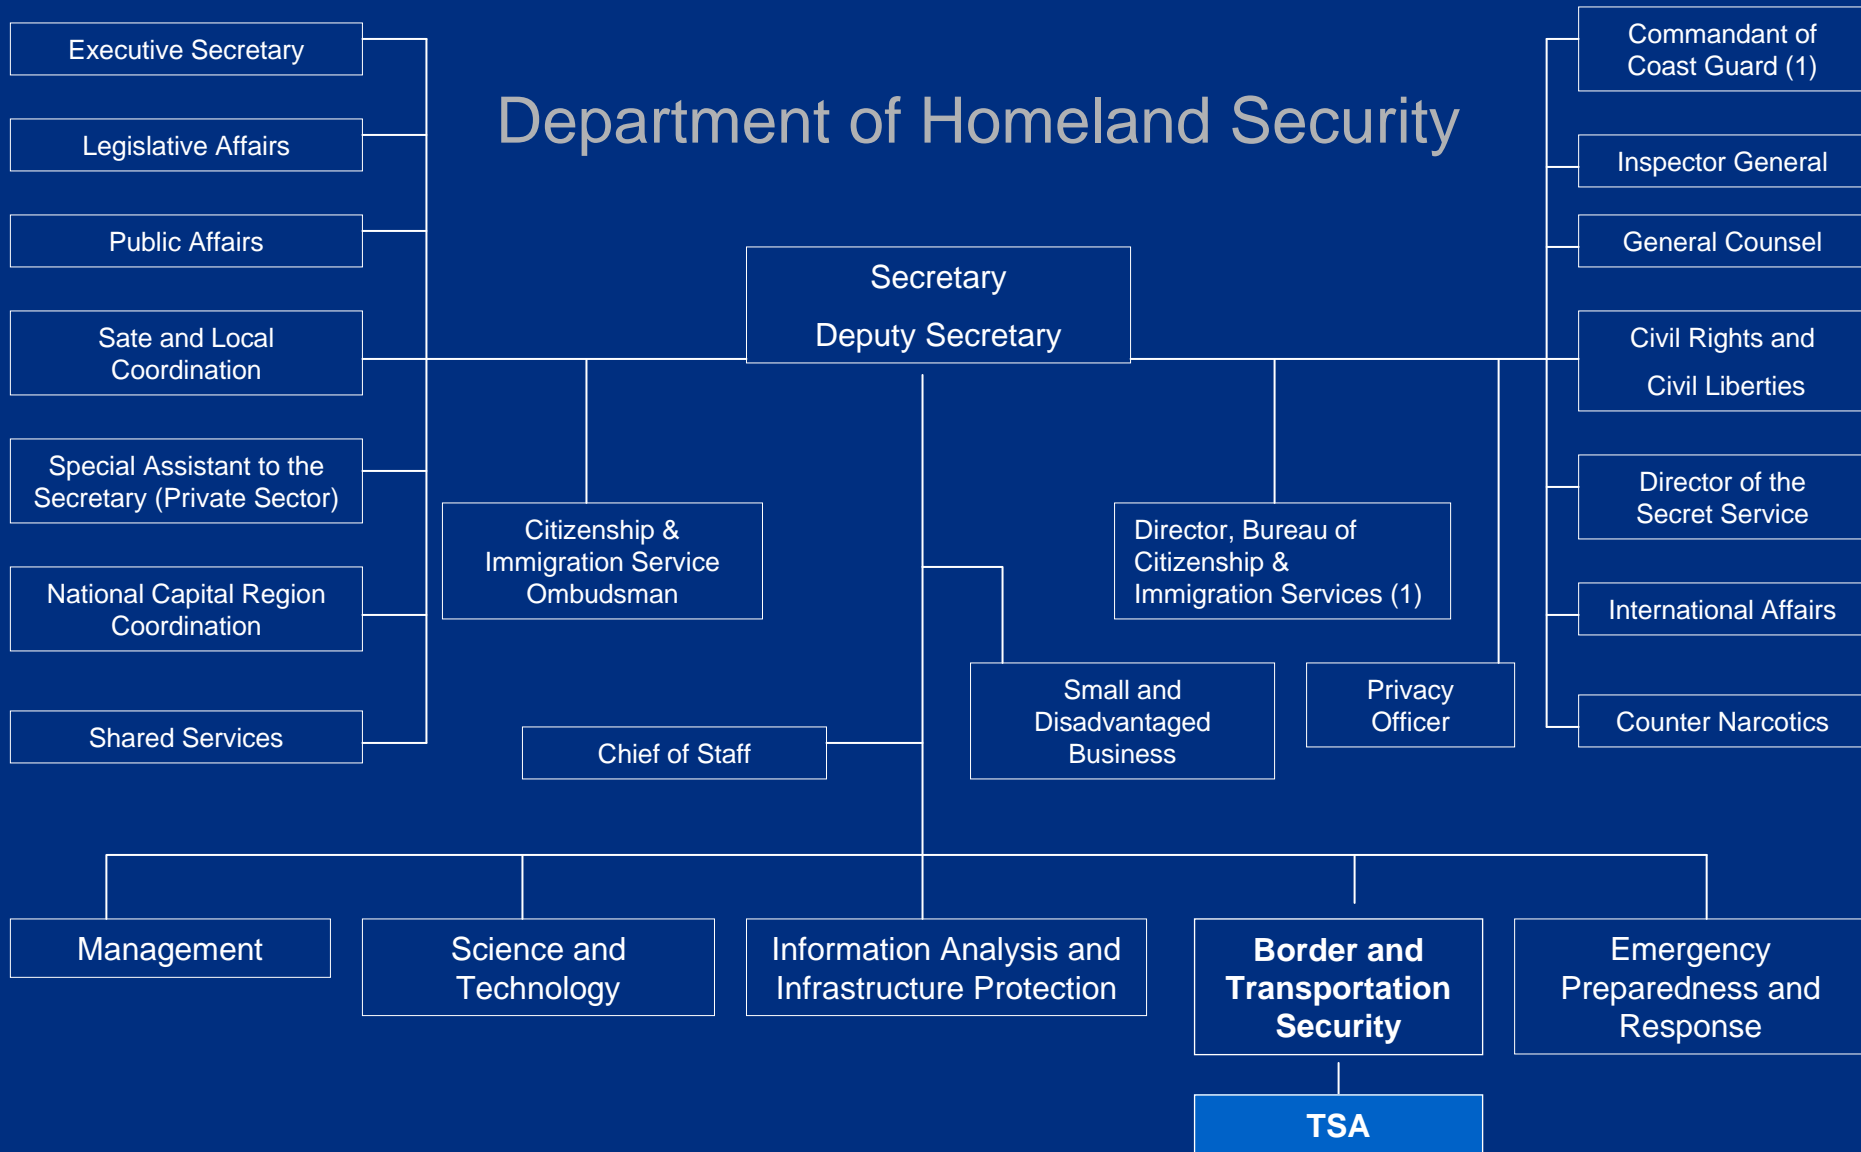 Department of Homeland Security
Executive Secretary
Legislative Affairs
Public Affairs
Sate and Local
Coordination
Special Assistant to the
Secretary (Private Sector)
National Capital Region
Coordination
Shared Services
Secretary
Deputy Secretary
Citizenship &
Immigration Service
Ombudsman
Director, Bureau of
Citizenship &
Immigration Services (1)
Small and
Disadvantaged
Business
Privacy
Officer
Chief of Staff
Commandant of
Coast Guard (1)
Inspector General
General Counsel
Civil Rights and
Civil Liberties
Director of the
Secret Service
International Affairs
Counter Narcotics
Management
Science and
Technology
Information Analysis and
Infrastructure Protection
Border and
Transportation
Security
Emergency
Preparedness and
Response
TSA